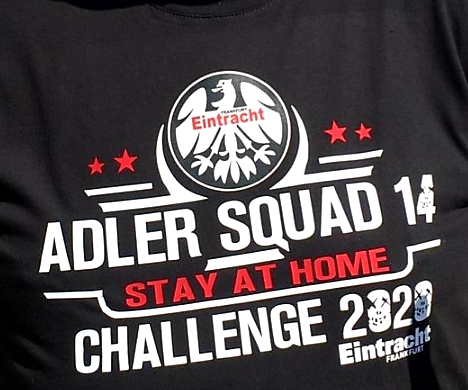 FRANKFURT
Eintracht
ADLER SQUAD 14
STAY AT HOME
CHALLENGE 2020
Eintracht
FRANKFURT